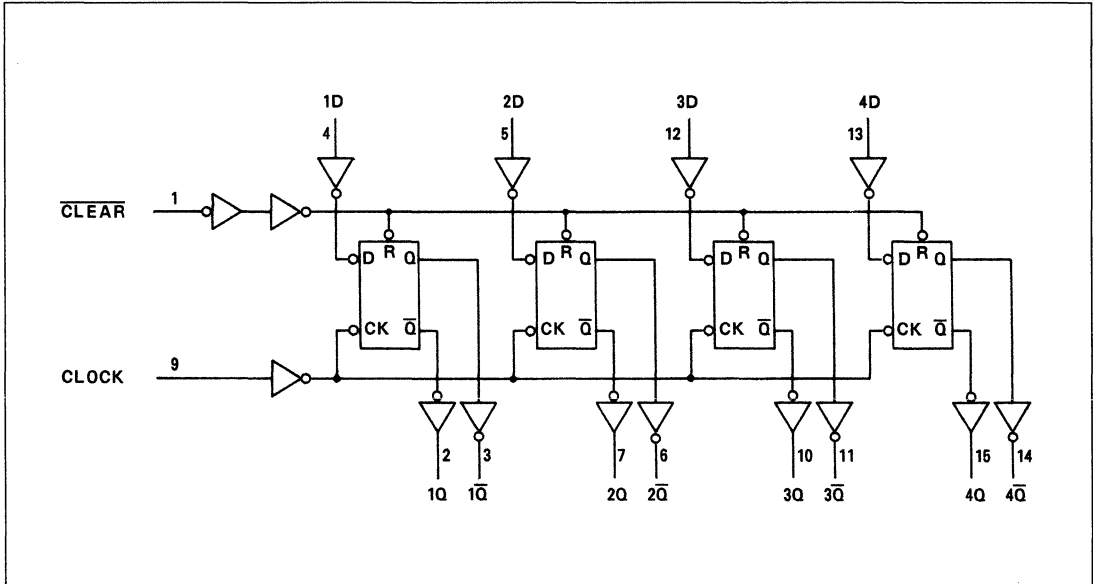 1D 2D 3D 4D
4 5 12 13
C̅L̅E̅A̅R̅ 1
R R R R
D Q D Q D Q D Q
CK Q̅ CK Q̅ CK Q̅ CK Q̅
CLOCK 9
2 3 7 6 10 11 15 14
1Q 1Q̅ 2Q 2Q̅ 3Q 3Q̅ 4Q 4Q̅